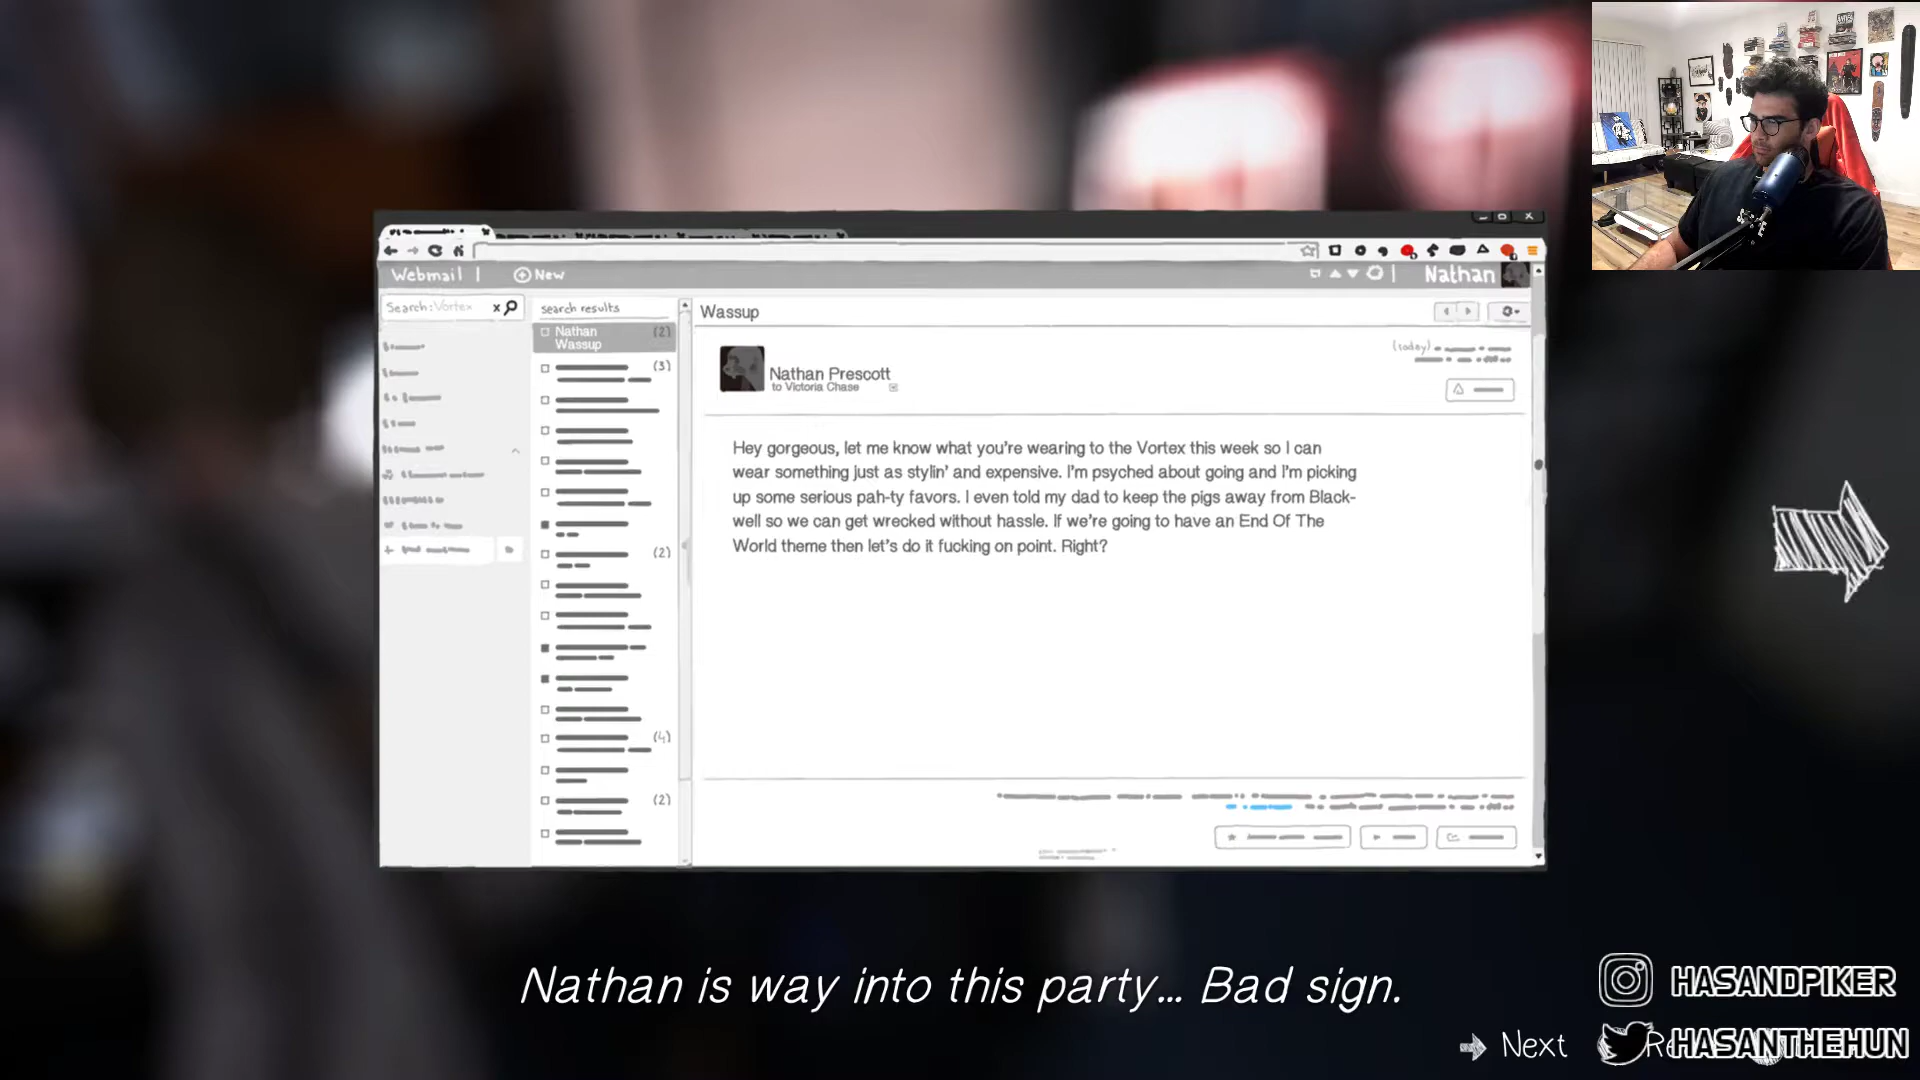 Webmail |
New
Nathan
Search:Vortex x
search results
Nathan (2)
Wassup
(3)
(2)
(4)
(2)
Wassup
(today)
Nathan Prescott
to Victoria Chase
Hey gorgeous, let me know what you're wearing to the Vortex this week so I can
wear something just as stylin' and expensive. I'm psyched about going and I'm picking
up some serious pah-ty favors. I even told my dad to keep the pigs away from Black-
well so we can get wrecked without hassle. If we're going to have an End Of The
World theme then let's do it fucking on point. Right?
Nathan is way into this party... Bad sign.
HASANDPIKER
Next
HASANTHEHUN